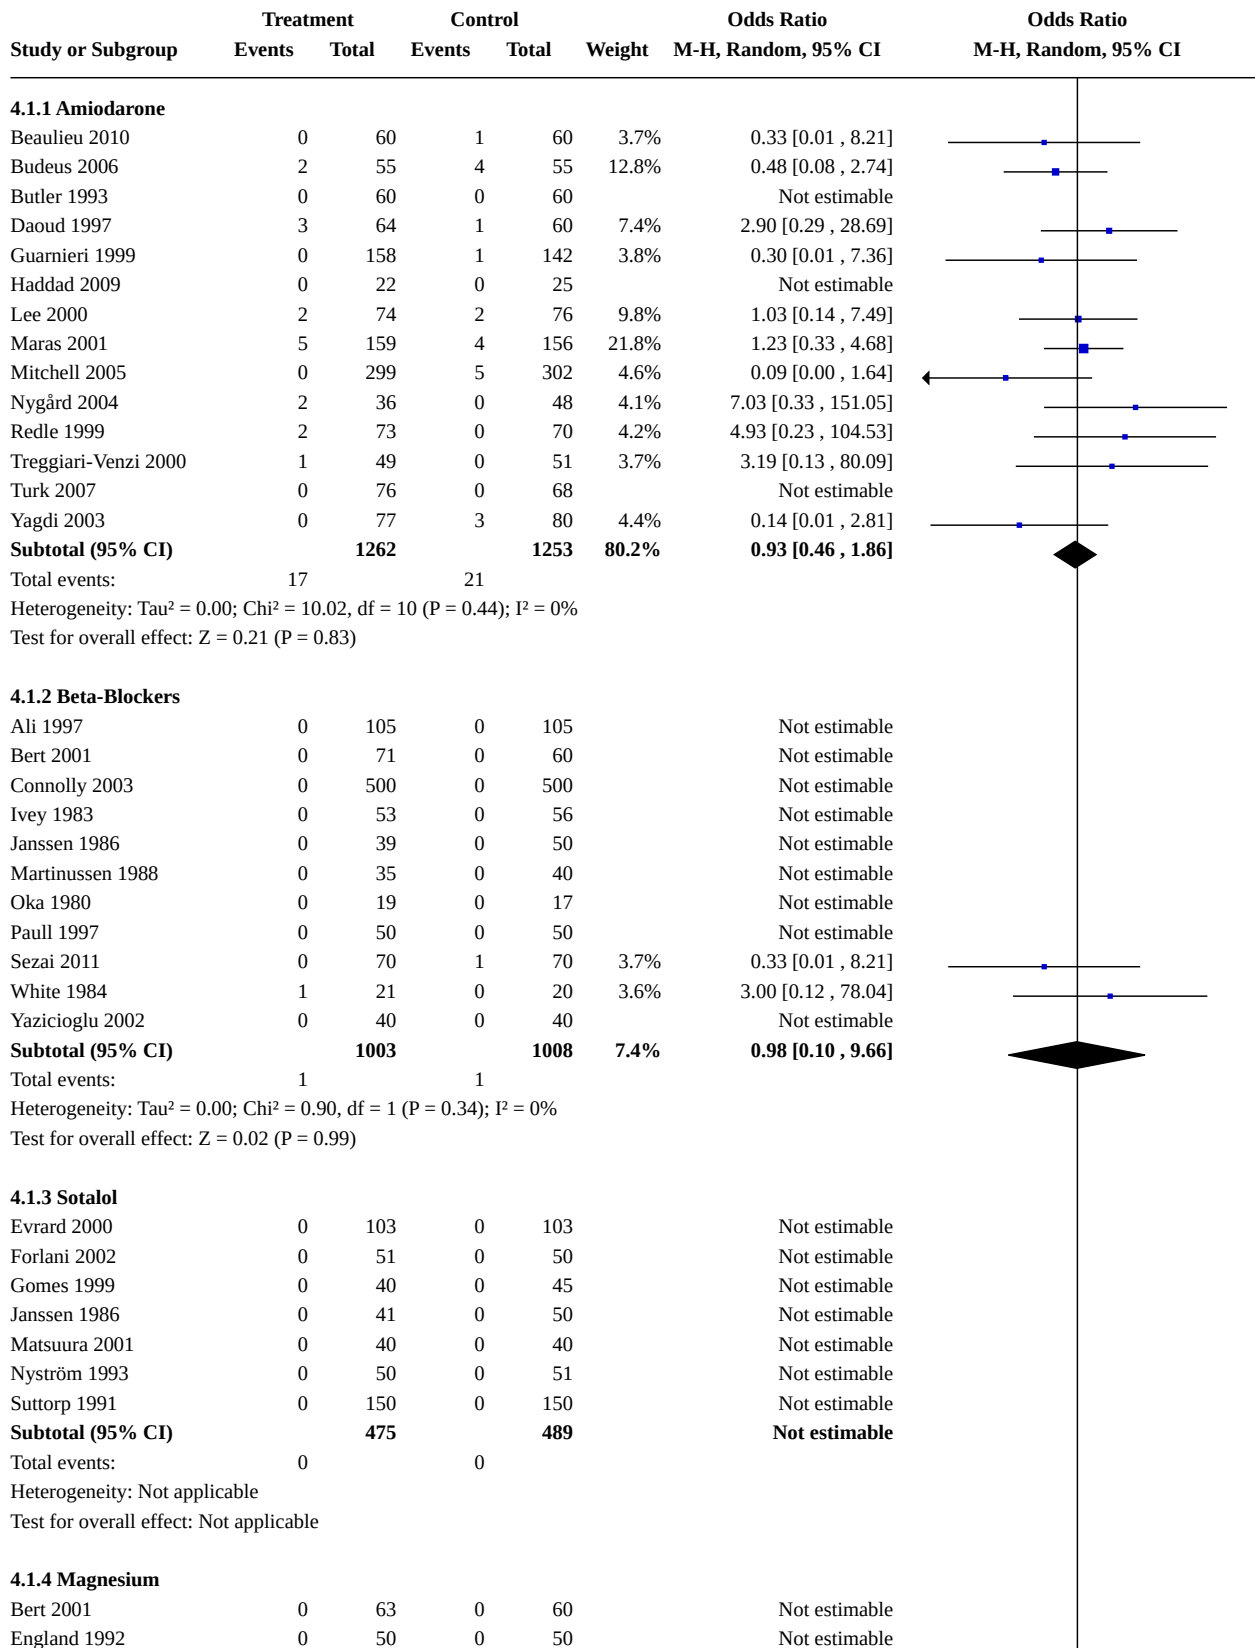 Treatment Control Odds Ratio Odds Ratio
Study or Subgroup Events Total Events Total Weight M-H, Random, 95% CI M-H, Random, 95% CI
4.1.1 Amiodarone
Beaulieu 2010 0 60 1 60 3.7% 0.33 [0.01 , 8.21]
Budeus 2006 2 55 4 55 12.8% 0.48 [0.08 , 2.74]
Butler 1993 0 60 0 60 Not estimable
Daoud 1997 3 64 1 60 7.4% 2.90 [0.29 , 28.69]
Guarnieri 1999 0 158 1 142 3.8% 0.30 [0.01 , 7.36]
Haddad 2009 0 22 0 25 Not estimable
Lee 2000 2 74 2 76 9.8% 1.03 [0.14 , 7.49]
Maras 2001 5 159 4 156 21.8% 1.23 [0.33 , 4.68]
Mitchell 2005 0 299 5 302 4.6% 0.09 [0.00 , 1.64]
Nygård 2004 2 36 0 48 4.1% 7.03 [0.33 , 151.05]
Redle 1999 2 73 0 70 4.2% 4.93 [0.23 , 104.53]
Treggiari-Venzi 2000 1 49 0 51 3.7% 3.19 [0.13 , 80.09]
Turk 2007 0 76 0 68 Not estimable
Yagdi 2003 0 77 3 80 4.4% 0.14 [0.01 , 2.81]
Subtotal (95% CI) 1262 1253 80.2% 0.93 [0.46 , 1.86]
Total events: 17 21
Heterogeneity: Tau² = 0.00; Chi² = 10.02, df = 10 (P = 0.44); I² = 0%
Test for overall effect: Z = 0.21 (P = 0.83)
4.1.2 Beta-Blockers
Ali 1997 0 105 0 105 Not estimable
Bert 2001 0 71 0 60 Not estimable
Connolly 2003 0 500 0 500 Not estimable
Ivey 1983 0 53 0 56 Not estimable
Janssen 1986 0 39 0 50 Not estimable
Martinussen 1988 0 35 0 40 Not estimable
Oka 1980 0 19 0 17 Not estimable
Paull 1997 0 50 0 50 Not estimable
Sezai 2011 0 70 1 70 3.7% 0.33 [0.01 , 8.21]
White 1984 1 21 0 20 3.6% 3.00 [0.12 , 78.04]
Yazicioglu 2002 0 40 0 40 Not estimable
Subtotal (95% CI) 1003 1008 7.4% 0.98 [0.10 , 9.66]
Total events: 1 1
Heterogeneity: Tau² = 0.00; Chi² = 0.90, df = 1 (P = 0.34); I² = 0%
Test for overall effect: Z = 0.02 (P = 0.99)
4.1.3 Sotalol
Evrard 2000 0 103 0 103 Not estimable
Forlani 2002 0 51 0 50 Not estimable
Gomes 1999 0 40 0 45 Not estimable
Janssen 1986 0 41 0 50 Not estimable
Matsuura 2001 0 40 0 40 Not estimable
Nyström 1993 0 50 0 51 Not estimable
Suttorp 1991 0 150 0 150 Not estimable
Subtotal (95% CI) 475 489 Not estimable
Total events: 0 0
Heterogeneity: Not applicable
Test for overall effect: Not applicable
4.1.4 Magnesium
Bert 2001 0 63 0 60 Not estimable
England 1992 0 50 0 50 Not estimable